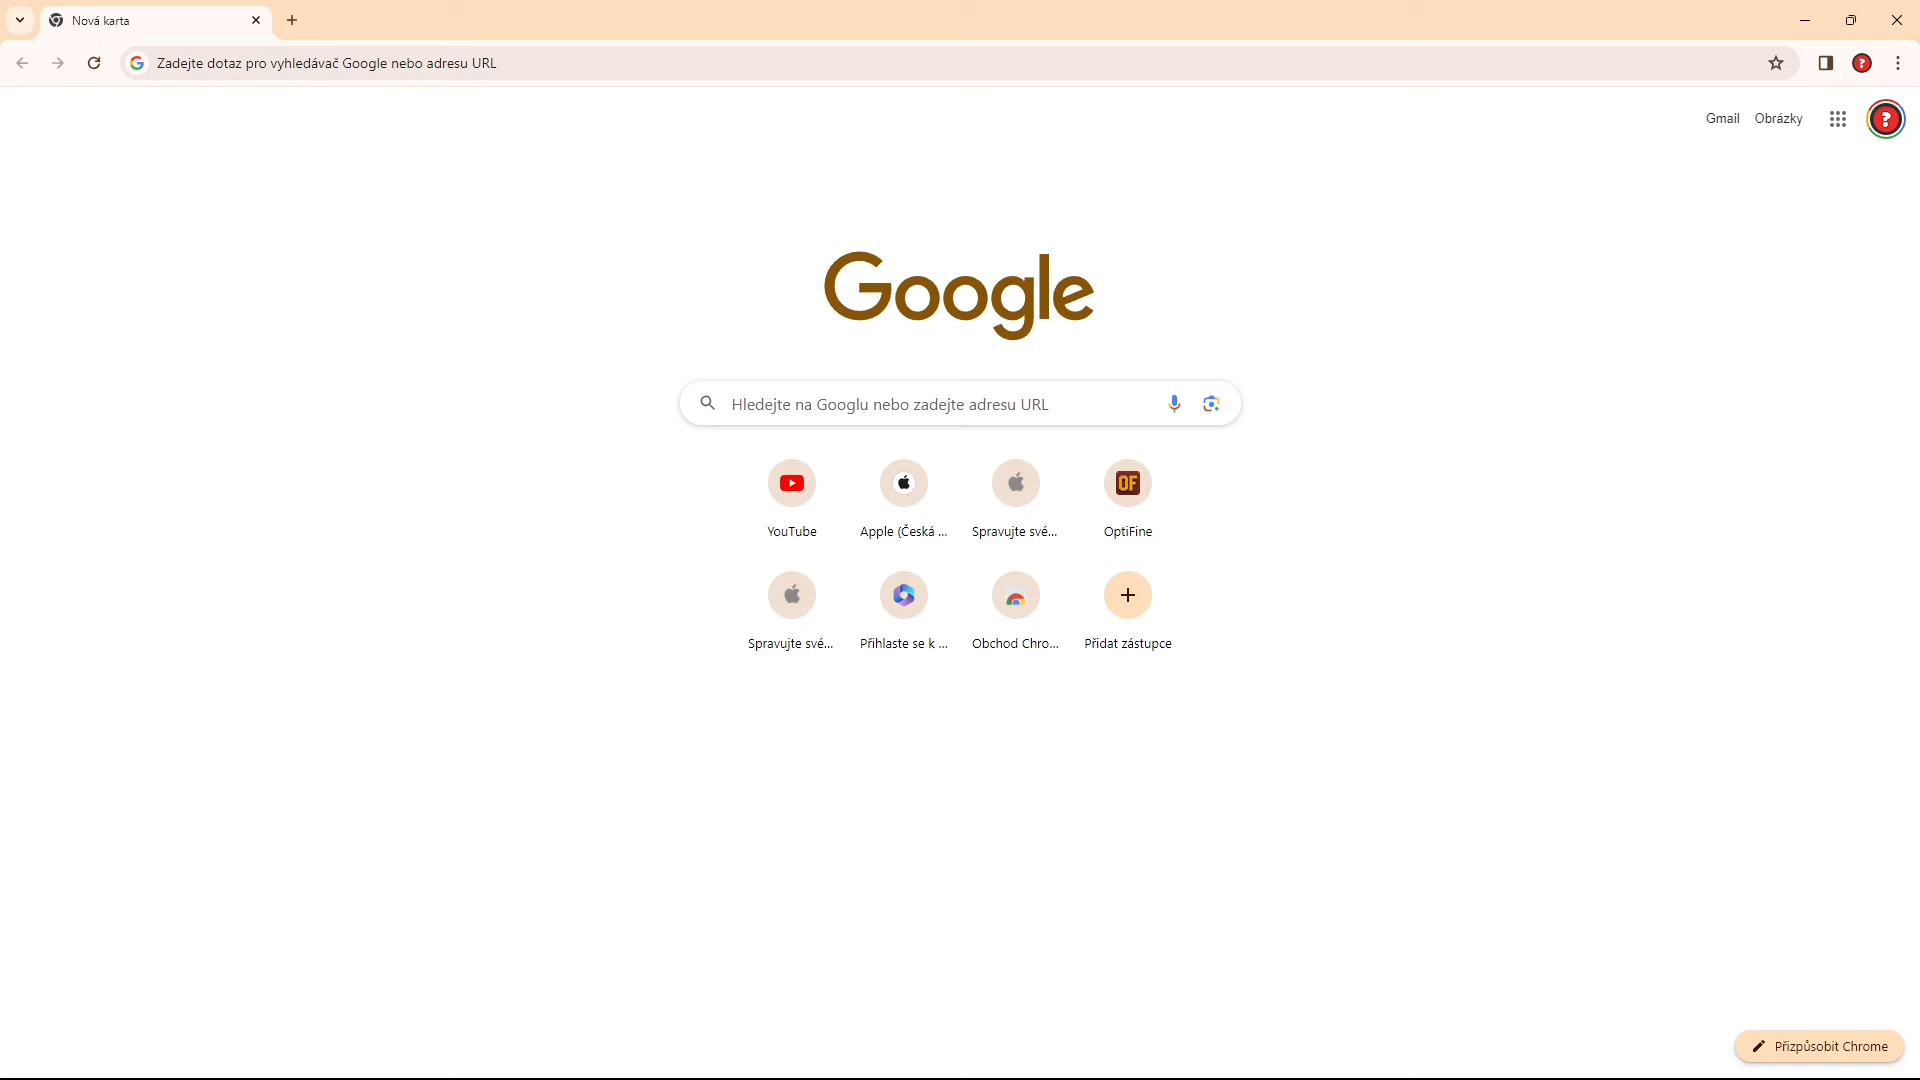 Nová karta
Zadejte dotaz pro vyhledávač Google nebo adresu URL
Gmail Obrázky
?
Google
Hledejte na Googlu nebo zadejte adresu URL
OF
YouTube Apple (Česká ... Spravujte své... OptiFine
Spravujte své... Přihlaste se k ... Obchod Chro... Přidat zástupce
Přizpůsobit Chrome